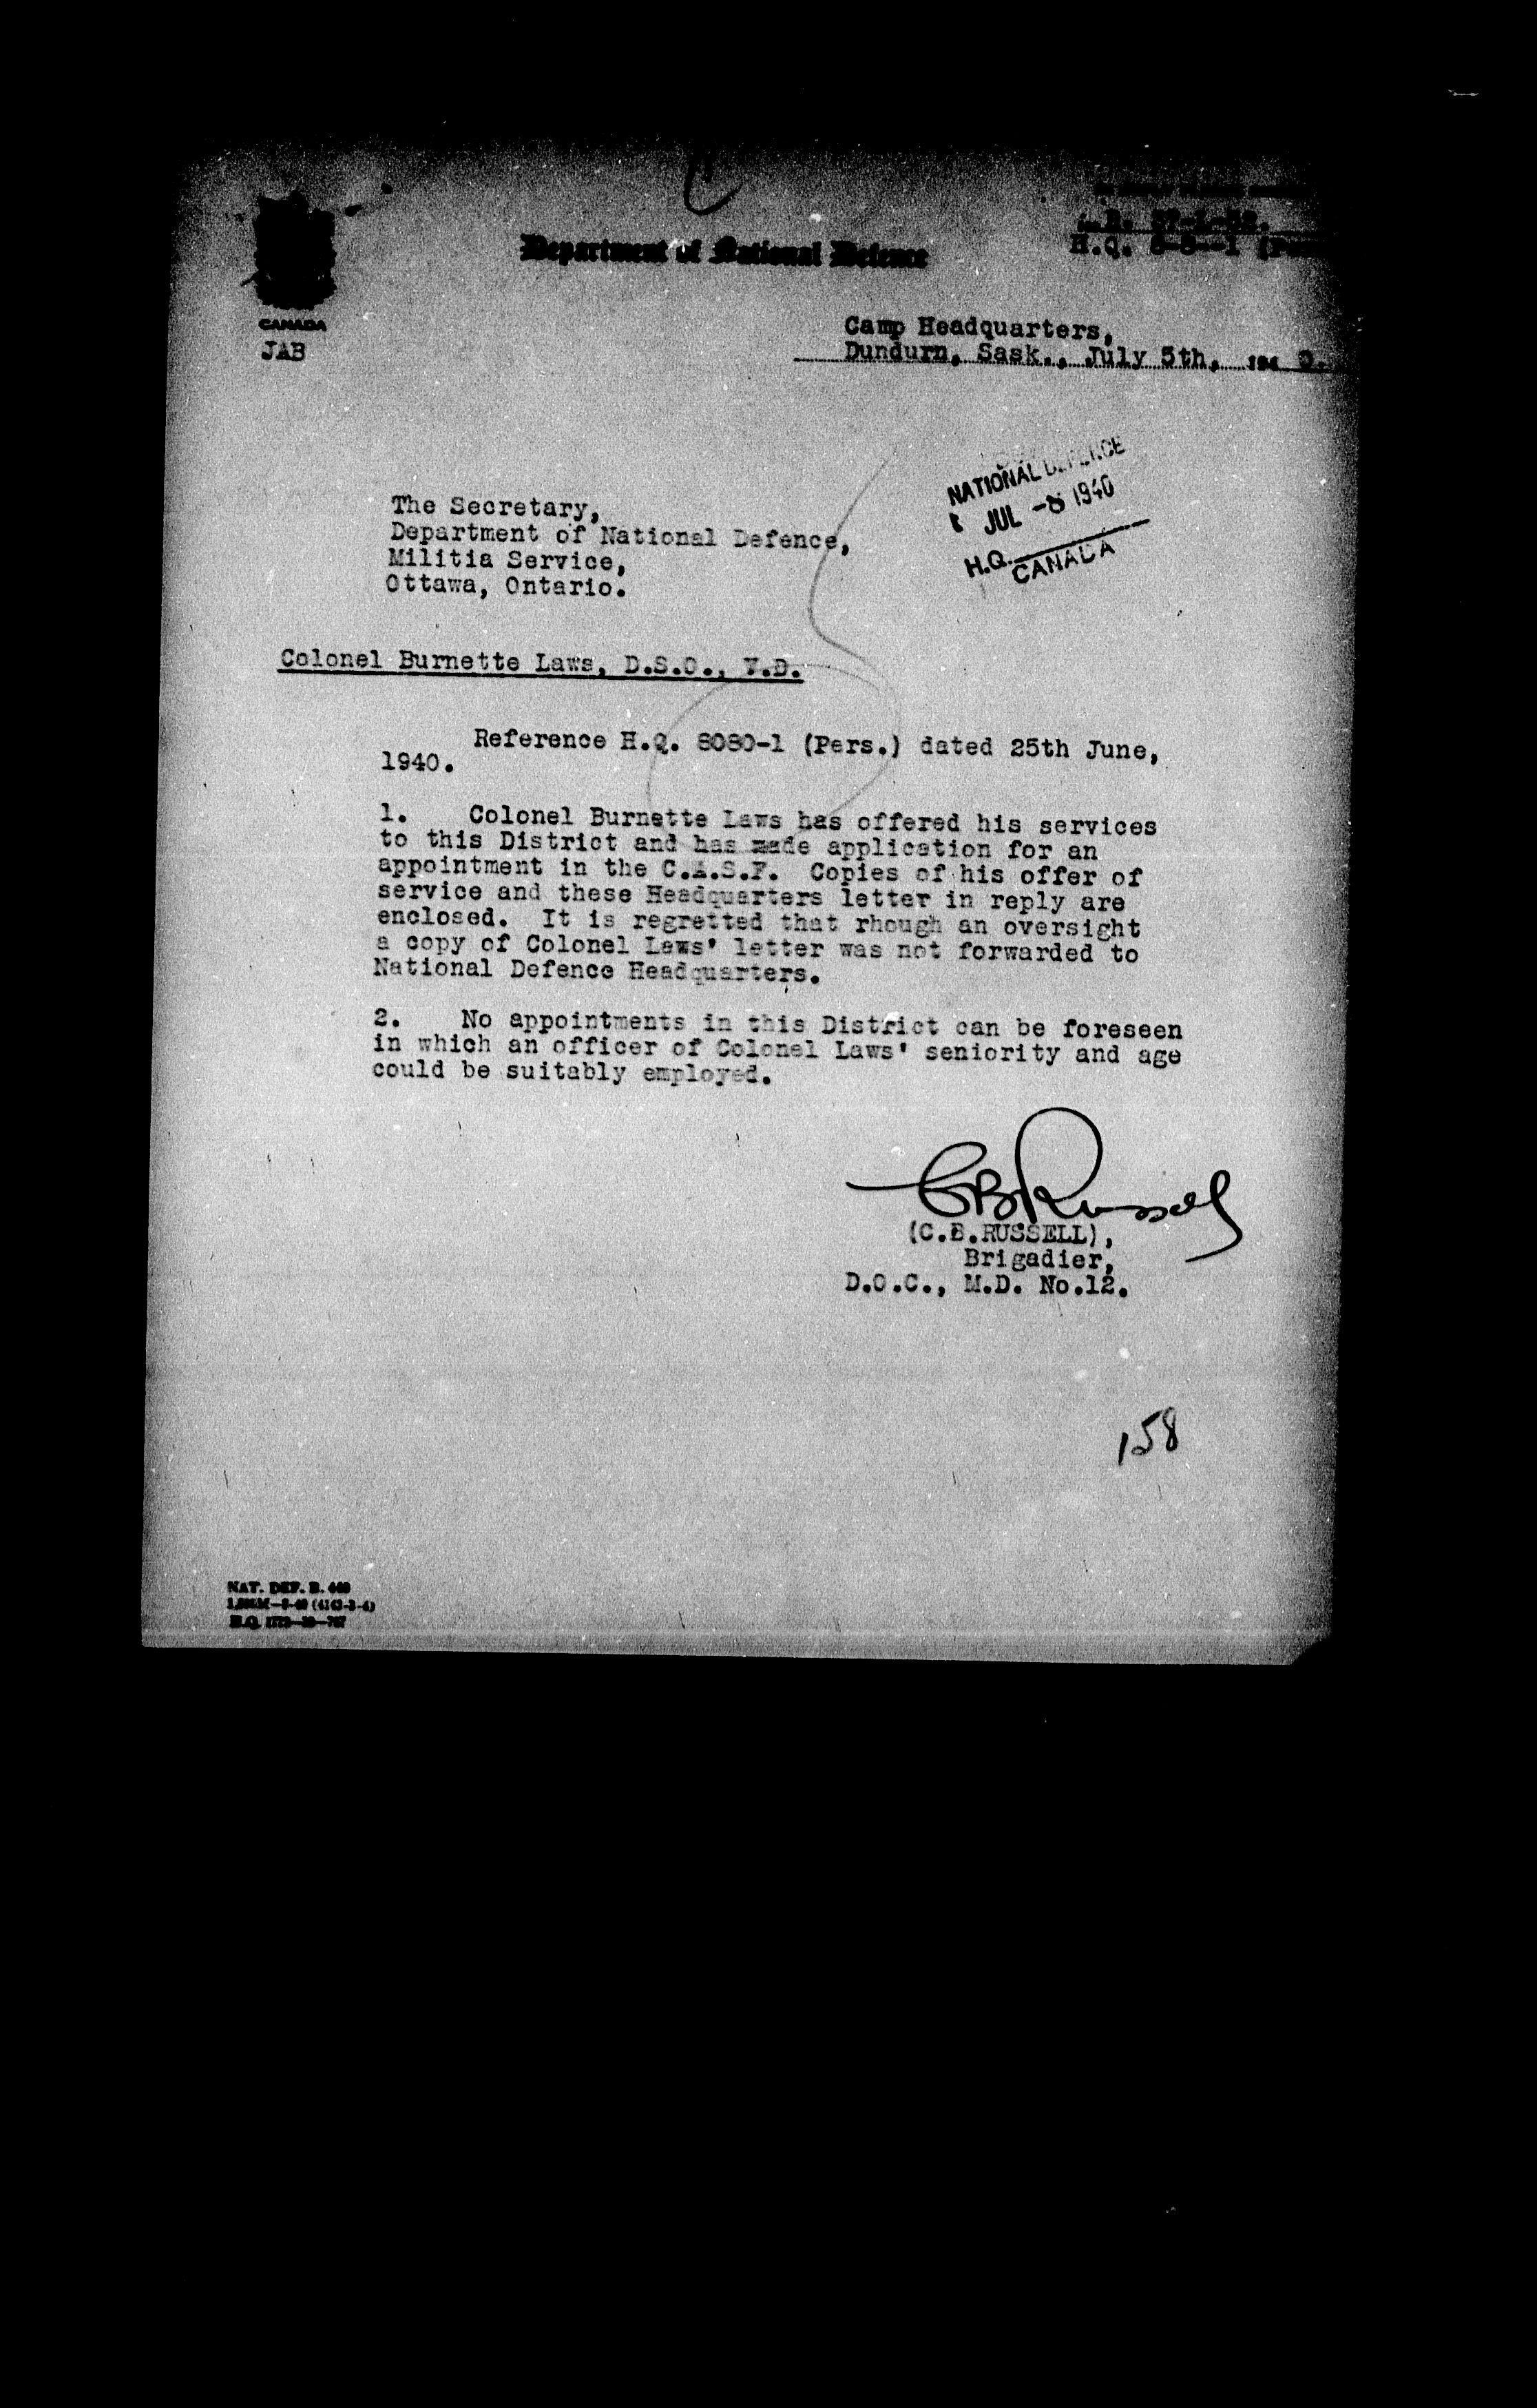 Department of National Defence
CANADA
JAB
H.Q.
Camp Headquarters,
Dundurn, Sask., July 5th, 194 0.
NATIONAL DEFENCE
JUL -8 1940
H.Q.
CANADA
The Secretary,
Department of National Defence,
Militia Service,
Ottawa, Ontario.
Colonel Burnette Laws, D.S.O., V.D.
Reference H.Q. 8080-1 (Pers.) dated 25th June,
1940.
1. Colonel Burnette Laws has offered his services
to this District and has made application for an
appointment in the C.A.S.F. Copies of his offer of
service and these Headquarters letter in reply are
enclosed. It is regretted that rhough an oversight
a copy of Colonel Laws' letter was not forwarded to
National Defence Headquarters.
2. No appointments in this District can be foreseen
in which an officer of Colonel Laws' seniority and age
could be suitably employed.
CBRussell
(C.B.RUSSELL),
Brigadier,
D.O.C., M.D. No.12.
158
NAT. DEF. B.
H.Q.